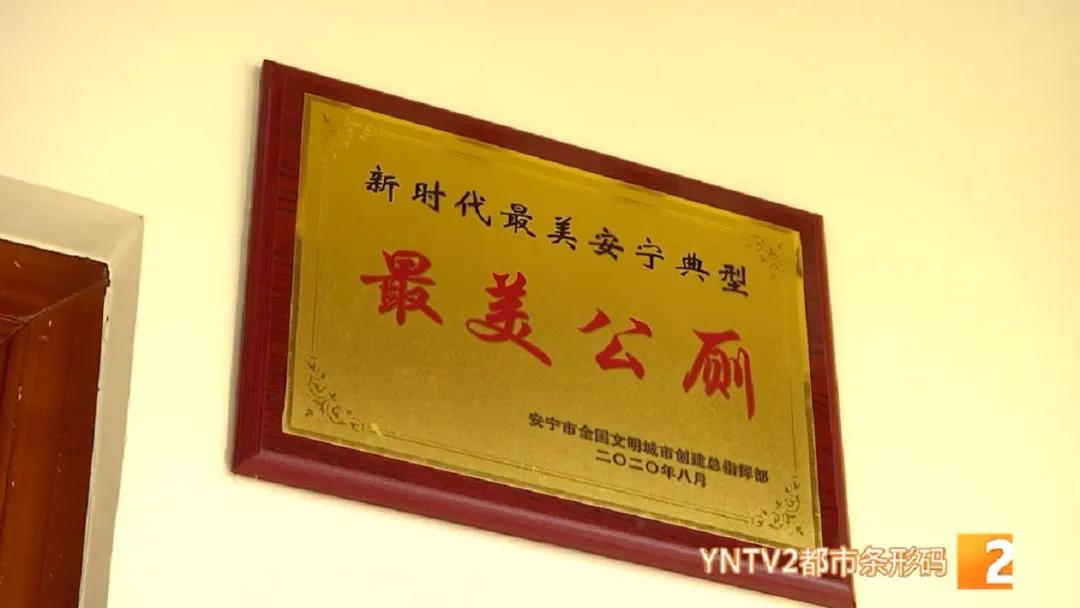 新时代最美安宁典型
最美公厕
安宁市全国文明城市创建总指挥部
二〇二〇年八月
YNTV2都市条形码 2